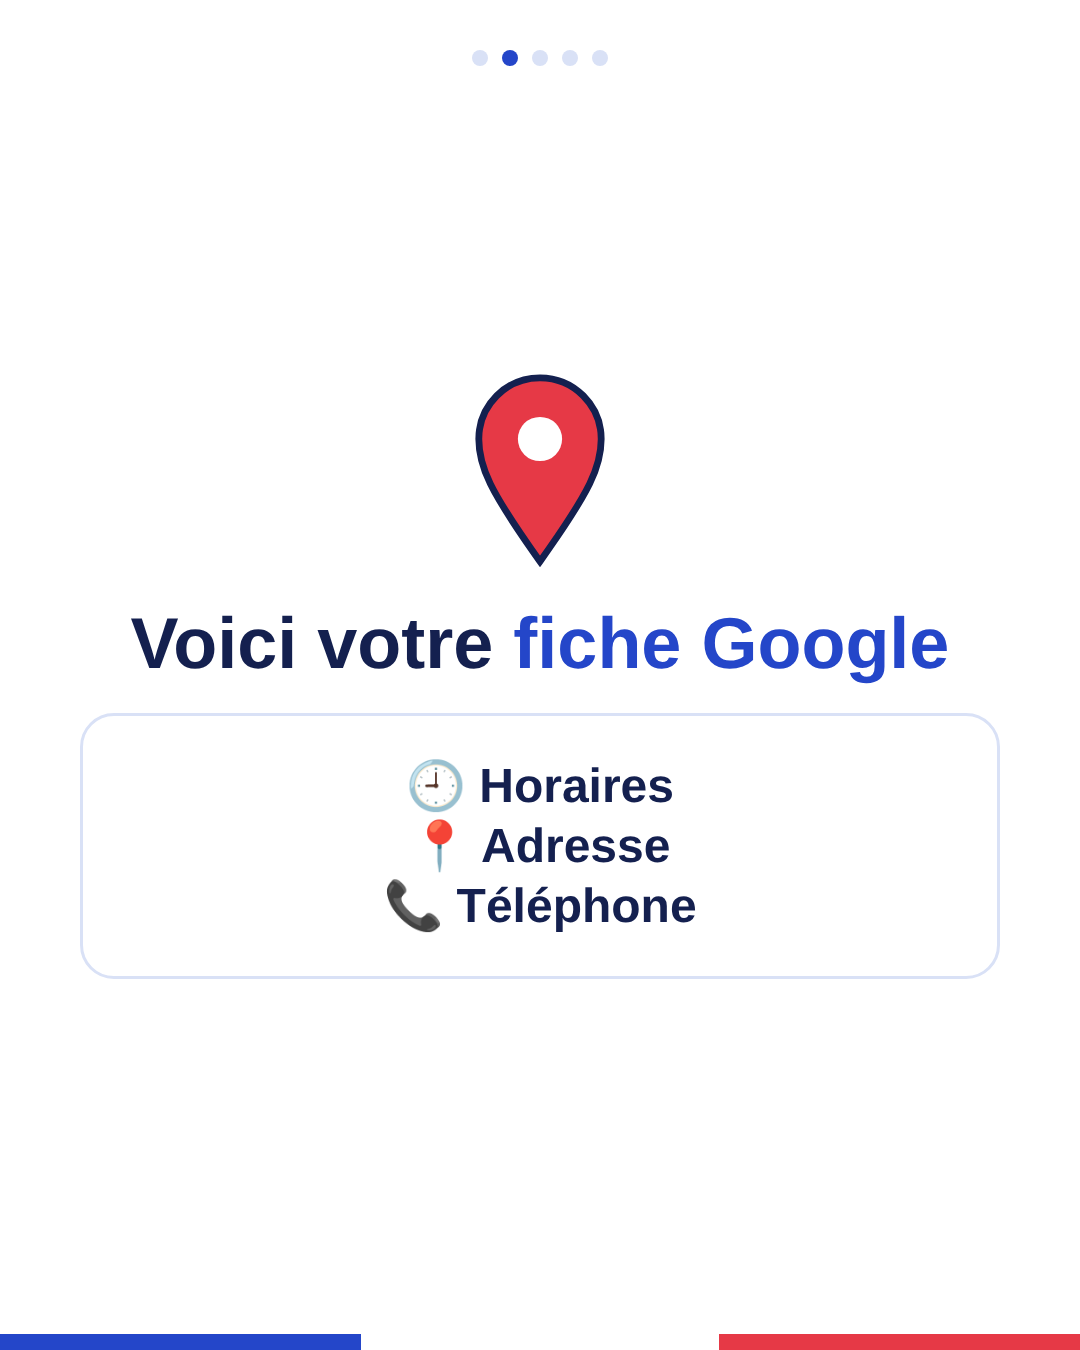 Voici votre fiche Google
🕘 Horaires
📍 Adresse
📞 Téléphone